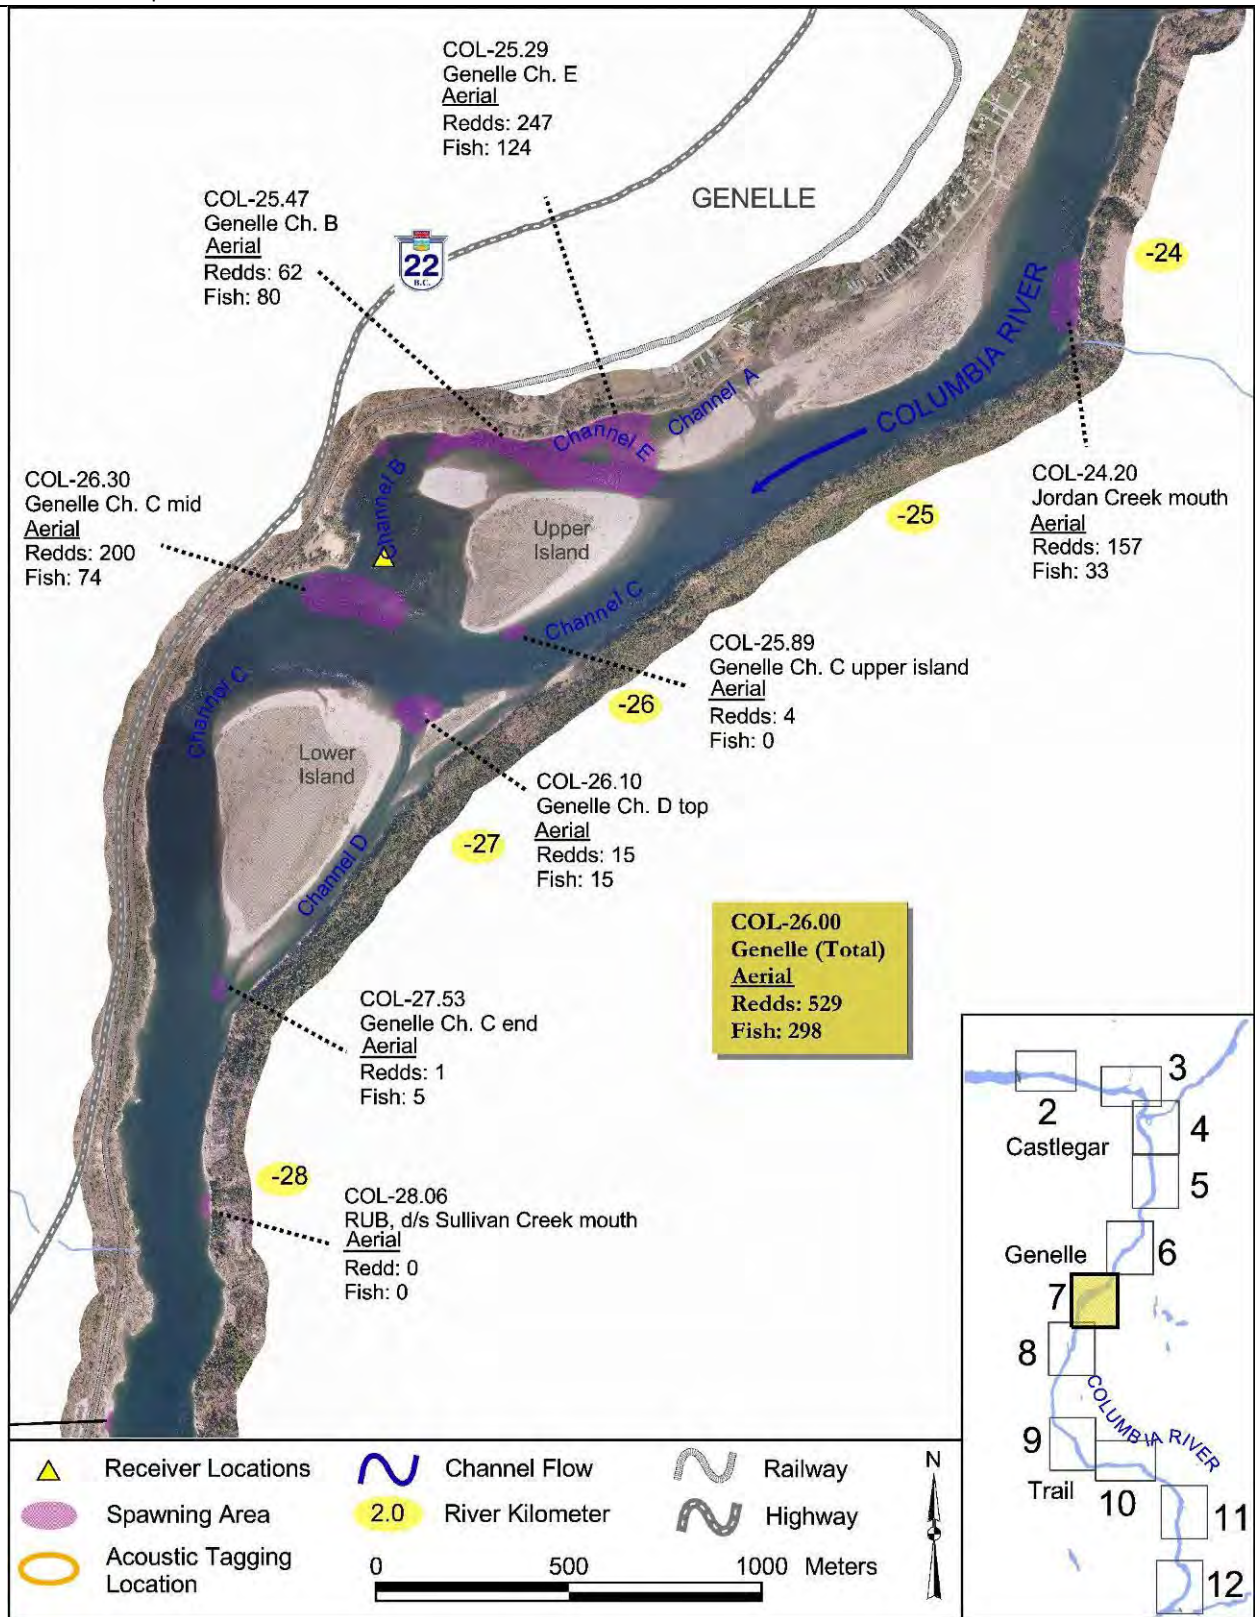 COL-25.29
Genelle Ch. E
Aerial
Redds: 247
Fish: 124
COL-25.47
Genelle Ch. B
Aerial
Redds: 62
Fish: 80
GENELLE
22
B.C.
-24
COLUMBIA RIVER
Channel A
Channel E
Channel B
COL-26.30
Genelle Ch. C mid
Aerial
Redds: 200
Fish: 74
Upper
Island
-25
COL-24.20
Jordan Creek mouth
Aerial
Redds: 157
Fish: 33
Channel C
COL-25.89
Genelle Ch. C upper island
Aerial
Redds: 4
Fish: 0
-26
Channel C
Lower
Island
COL-26.10
Genelle Ch. D top
Aerial
Redds: 15
Fish: 15
-27
Channel D
COL-26.00
Genelle (Total)
Aerial
Redds: 529
Fish: 298
COL-27.53
Genelle Ch. C end
Aerial
Redds: 1
Fish: 5
-28
COL-28.06
RUB, d/s Sullivan Creek mouth
Aerial
Redd: 0
Fish: 0
2
3
Castlegar
4
5
Genelle
6
7
8
COLUMBIA RIVER
9
Trail
10
11
12
Receiver Locations
Channel Flow
Railway
N
Spawning Area
2.0
River Kilometer
Highway
Acoustic Tagging
Location
0
500
1000 Meters